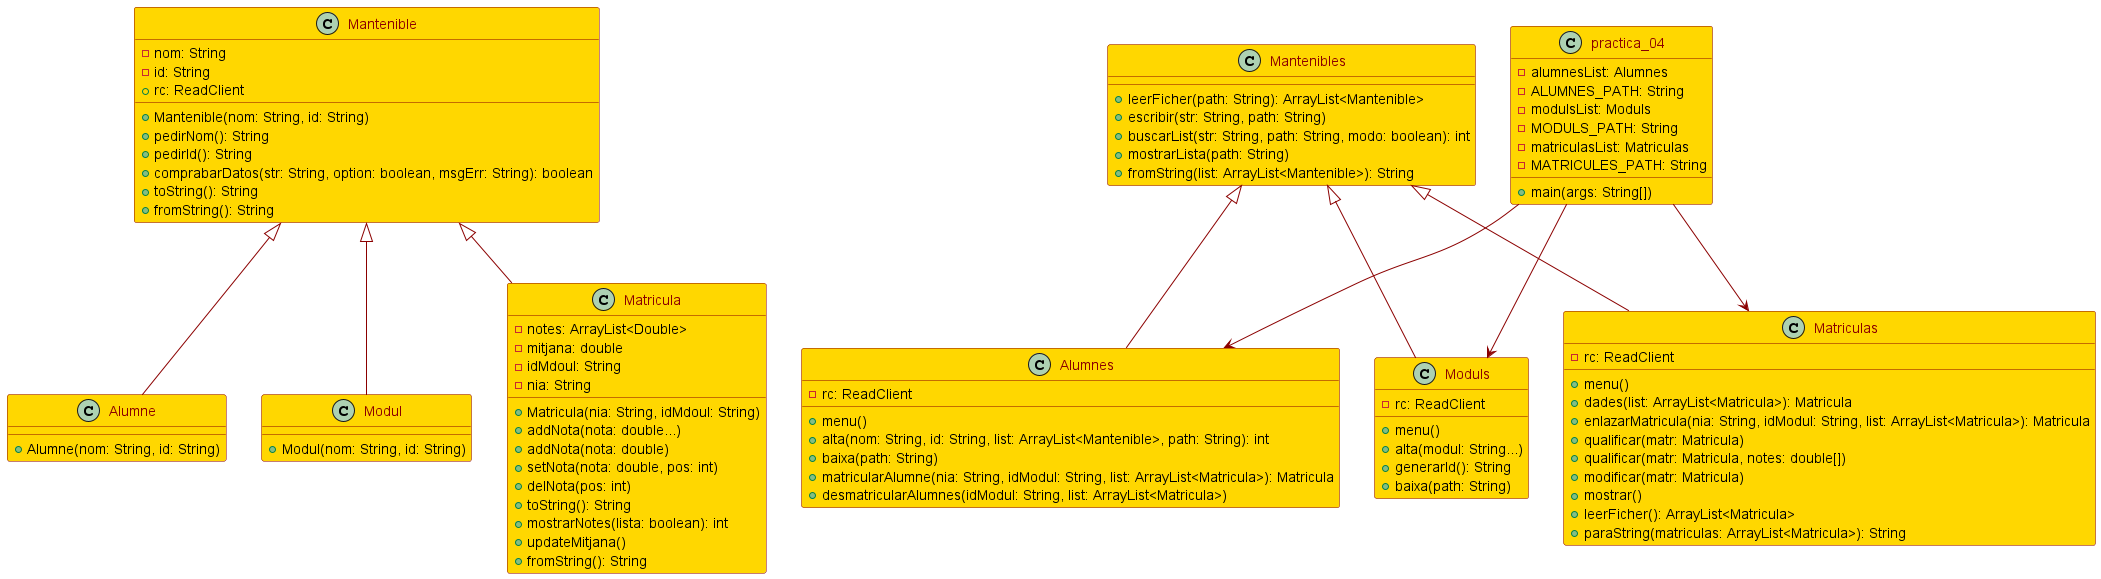 C Mantenible
nom: String
id: String
rc: ReadClient
Mantenible(nom: String, id: String)
pedirNom(): String
pedirId(): String
comprabarDatos(str: String, option: boolean, msgErr: String): boolean
toString(): String
fromString(): String
C Mantenibles
leerFicher(path: String): ArrayList<Mantenible>
escribir(str: String, path: String)
buscarList(str: String, path: String, modo: boolean): int
mostrarLista(path: String)
fromString(list: ArrayList<Mantenible>): String
C practica_04
alumnesList: Alumnes
ALUMNES_PATH: String
modulsList: Moduls
MODULS_PATH: String
matriculasList: Matriculas
MATRICULES_PATH: String
main(args: String[])
C Alumne
Alumne(nom: String, id: String)
C Modul
Modul(nom: String, id: String)
C Matricula
notes: ArrayList<Double>
mitjana: double
idMdoul: String
nia: String
Matricula(nia: String, idMdoul: String)
addNota(nota: double...)
addNota(nota: double)
setNota(nota: double, pos: int)
delNota(pos: int)
toString(): String
mostrarNotes(lista: boolean): int
updateMitjana()
fromString(): String
C Alumnes
rc: ReadClient
menu()
alta(nom: String, id: String, list: ArrayList<Mantenible>, path: String): int
baixa(path: String)
matricularAlumne(nia: String, idModul: String, list: ArrayList<Matricula>): Matricula
desmatricularAlumnes(idModul: String, list: ArrayList<Matricula>)
C Moduls
rc: ReadClient
menu()
alta(modul: String...)
generarId(): String
baixa(path: String)
C Matriculas
rc: ReadClient
menu()
dades(list: ArrayList<Matricula>): Matricula
enlazarMatricula(nia: String, idModul: String, list: ArrayList<Matricula>): Matricula
qualificar(matr: Matricula)
qualificar(matr: Matricula, notes: double[])
modificar(matr: Matricula)
mostrar()
leerFicher(): ArrayList<Matricula>
paraString(matriculas: ArrayList<Matricula>): String